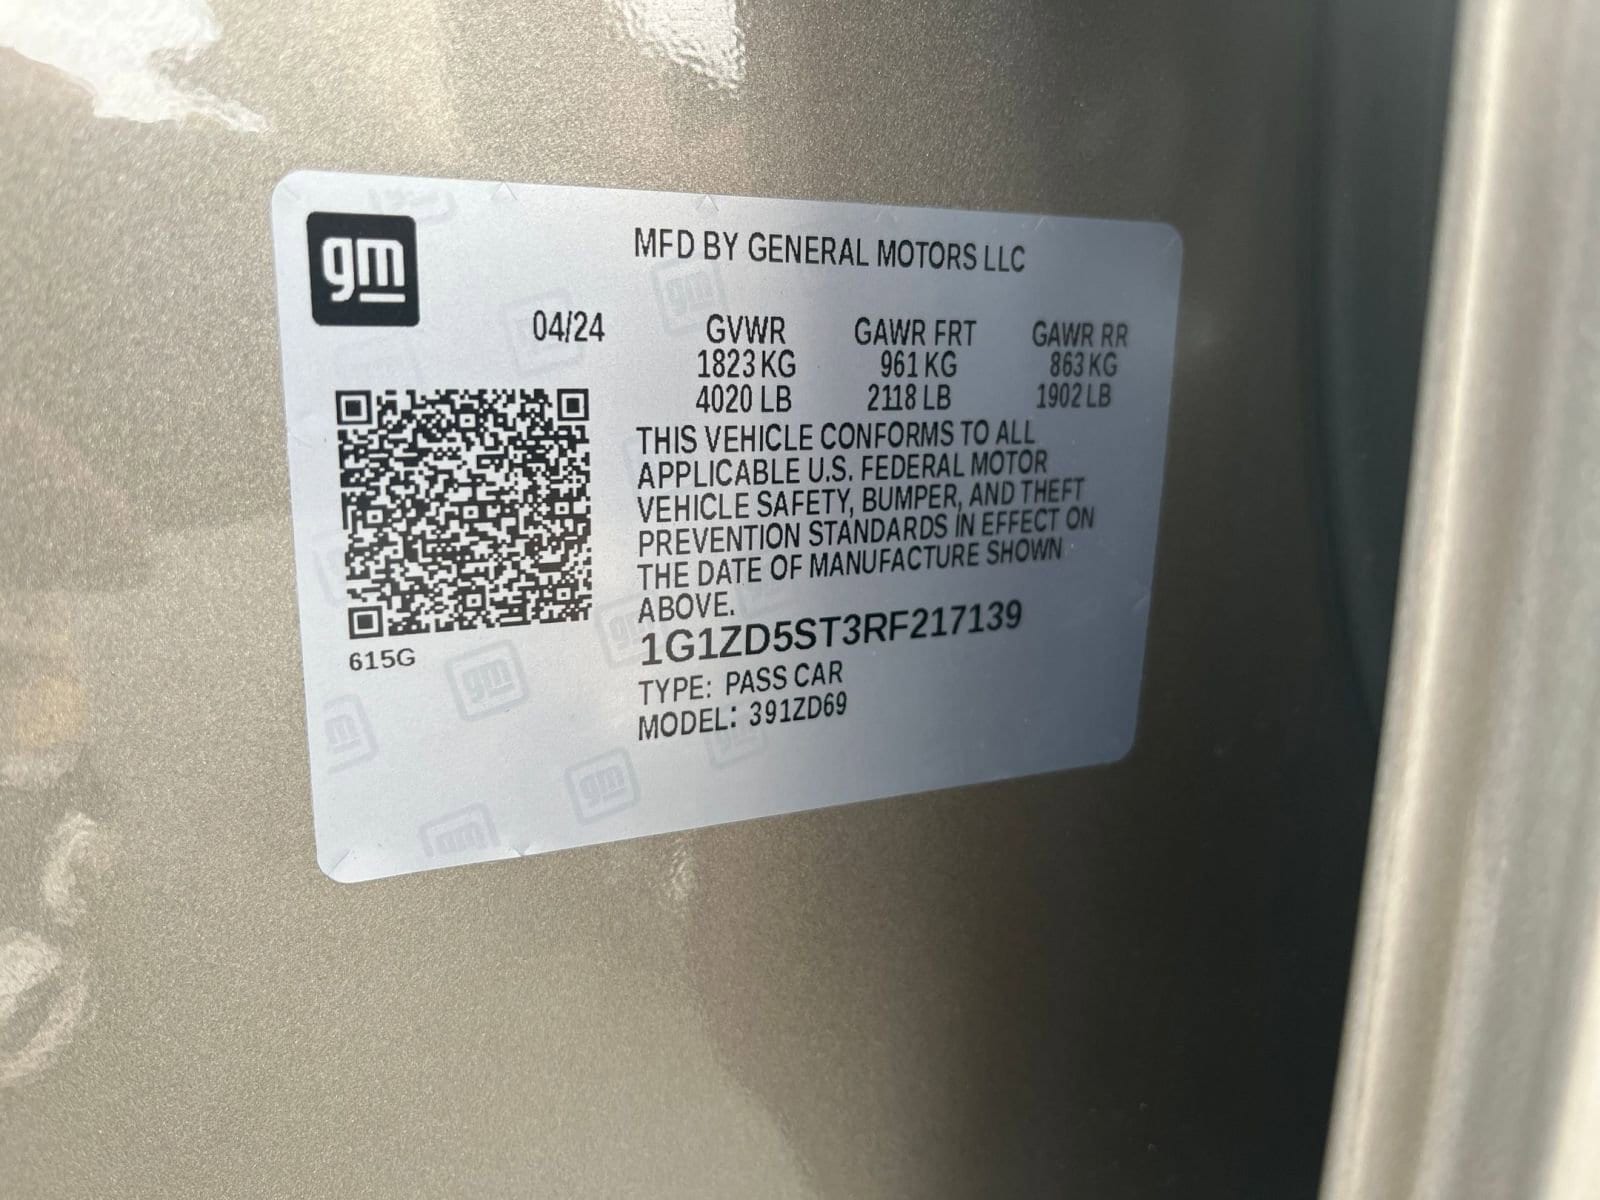 gm
MFD BY GENERAL MOTORS LLC
04/24 GVWR GAWR FRT GAWR RR
1823 KG 961 KG 863 KG
4020 LB 2118 LB 1902 LB
THIS VEHICLE CONFORMS TO ALL
APPLICABLE U.S. FEDERAL MOTOR
VEHICLE SAFETY, BUMPER, AND THEFT
PREVENTION STANDARDS IN EFFECT ON
THE DATE OF MANUFACTURE SHOWN
ABOVE.
1G1ZD5ST3RF217139
615G
TYPE: PASS CAR
MODEL: 391ZD69